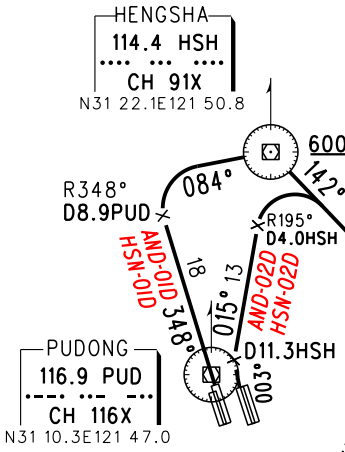 HENGSHA
114.4 HSH
.... ... ....
CH 91X
N31 22.1E121 50.8
600
142°
084°
R348°
D8.9PUD
R195°
D4.0HSH
AND-01D
HSN-01D
18
348°
015°
13
AND-02D
HSN-02D
D11.3HSH
003°
PUDONG
116.9 PUD
.--. ..- -..
CH 116X
N31 10.3E121 47.0